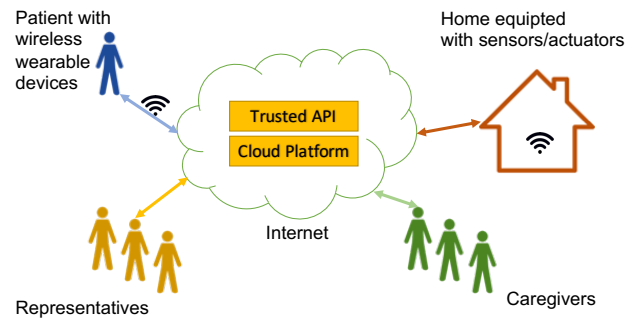 Patient with
wireless
wearable
devices
Home equipted
with sensors/actuators
Trusted API
Cloud Platform
Internet
Representatives
Caregivers